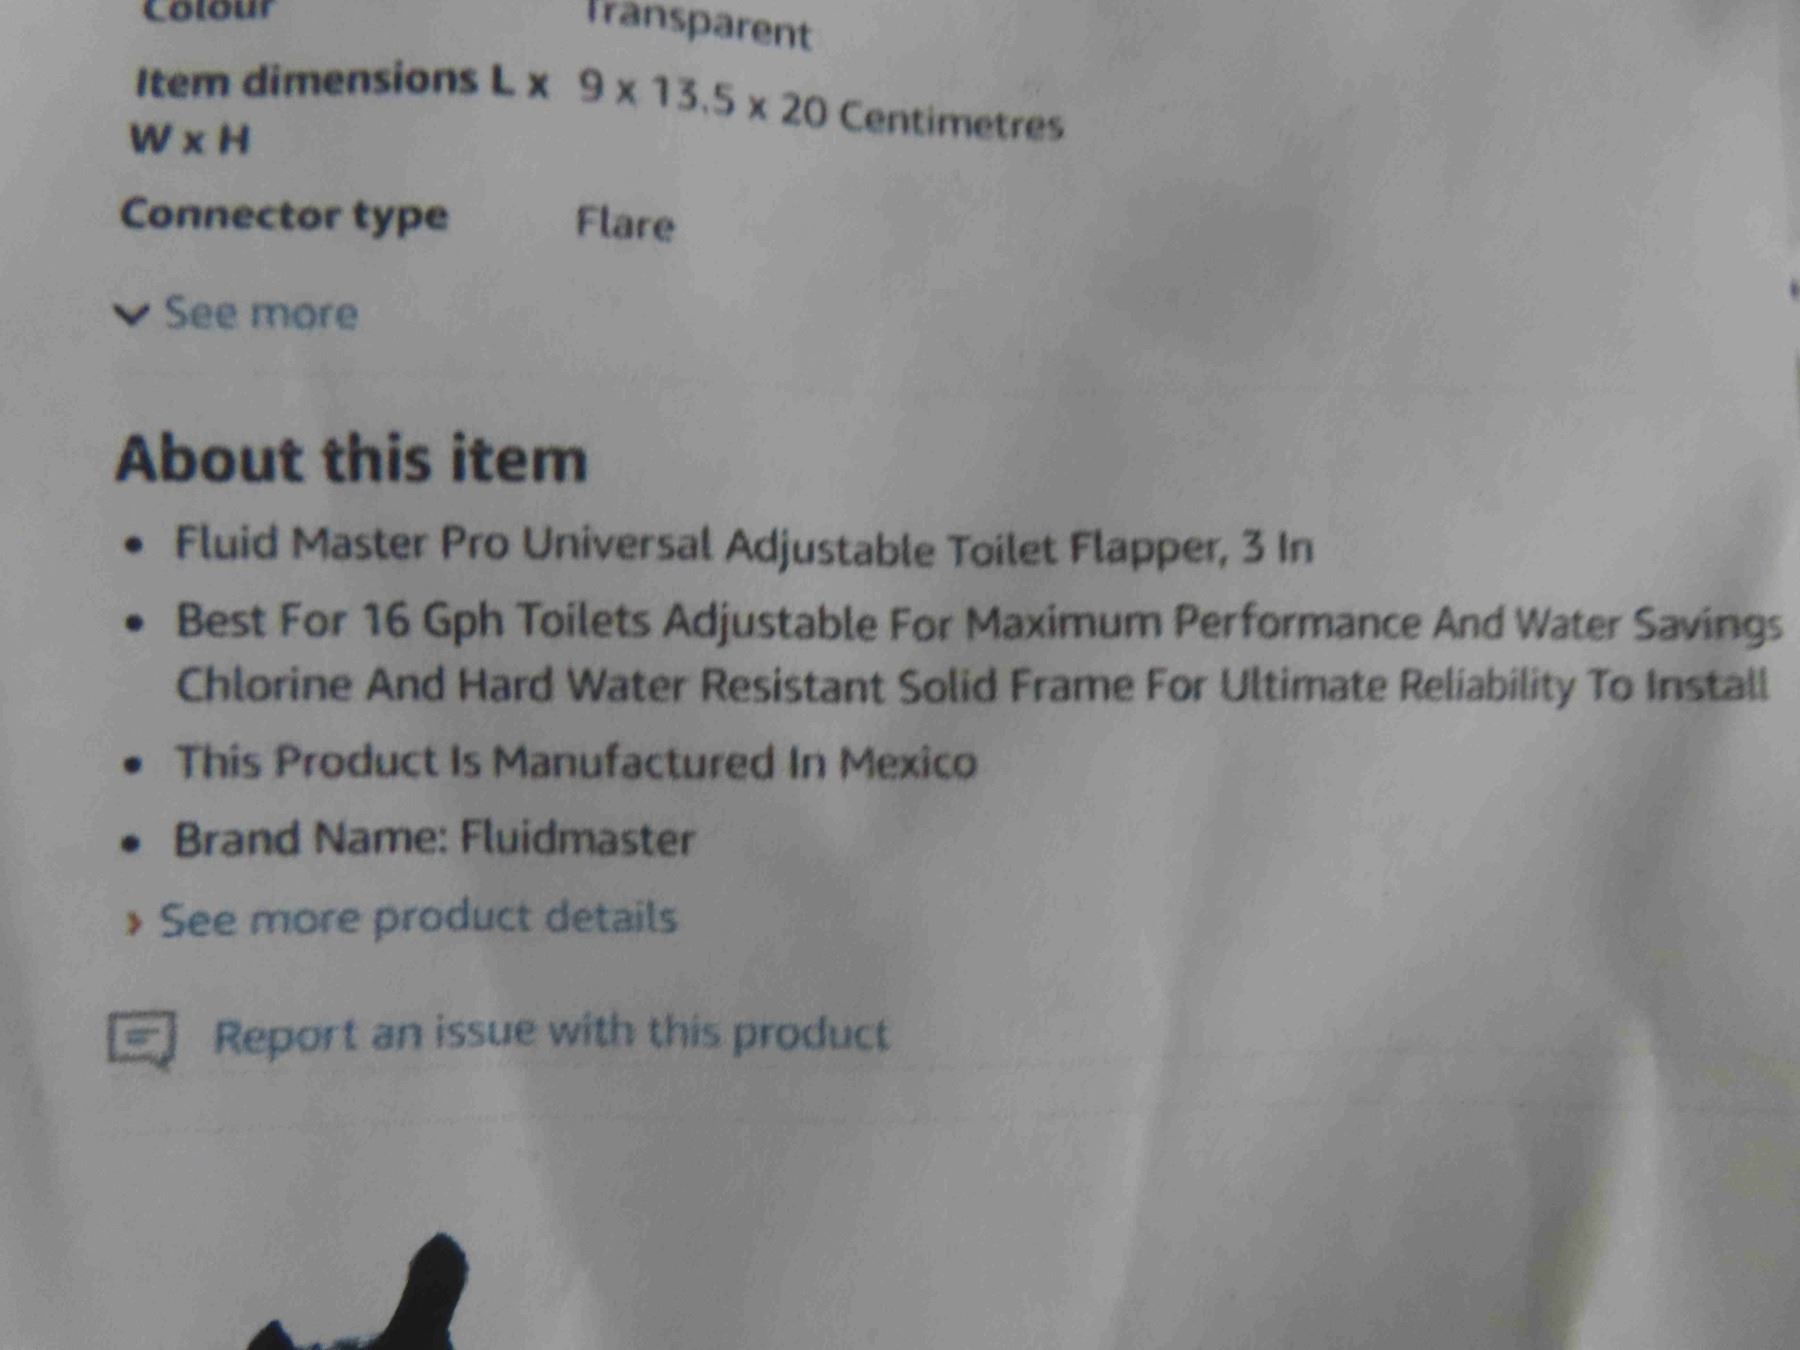 Colour Transparent
Item dimensions L x 9 x 13.5 x 20 Centimetres
W x H
Connector type Flare
See more
About this item
• Fluid Master Pro Universal Adjustable Toilet Flapper, 3 In
• Best For 16 Gph Toilets Adjustable For Maximum Performance And Water Savings
Chlorine And Hard Water Resistant Solid Frame For Ultimate Reliability To Install
• This Product Is Manufactured In Mexico
• Brand Name: Fluidmaster
› See more product details
Report an issue with this product